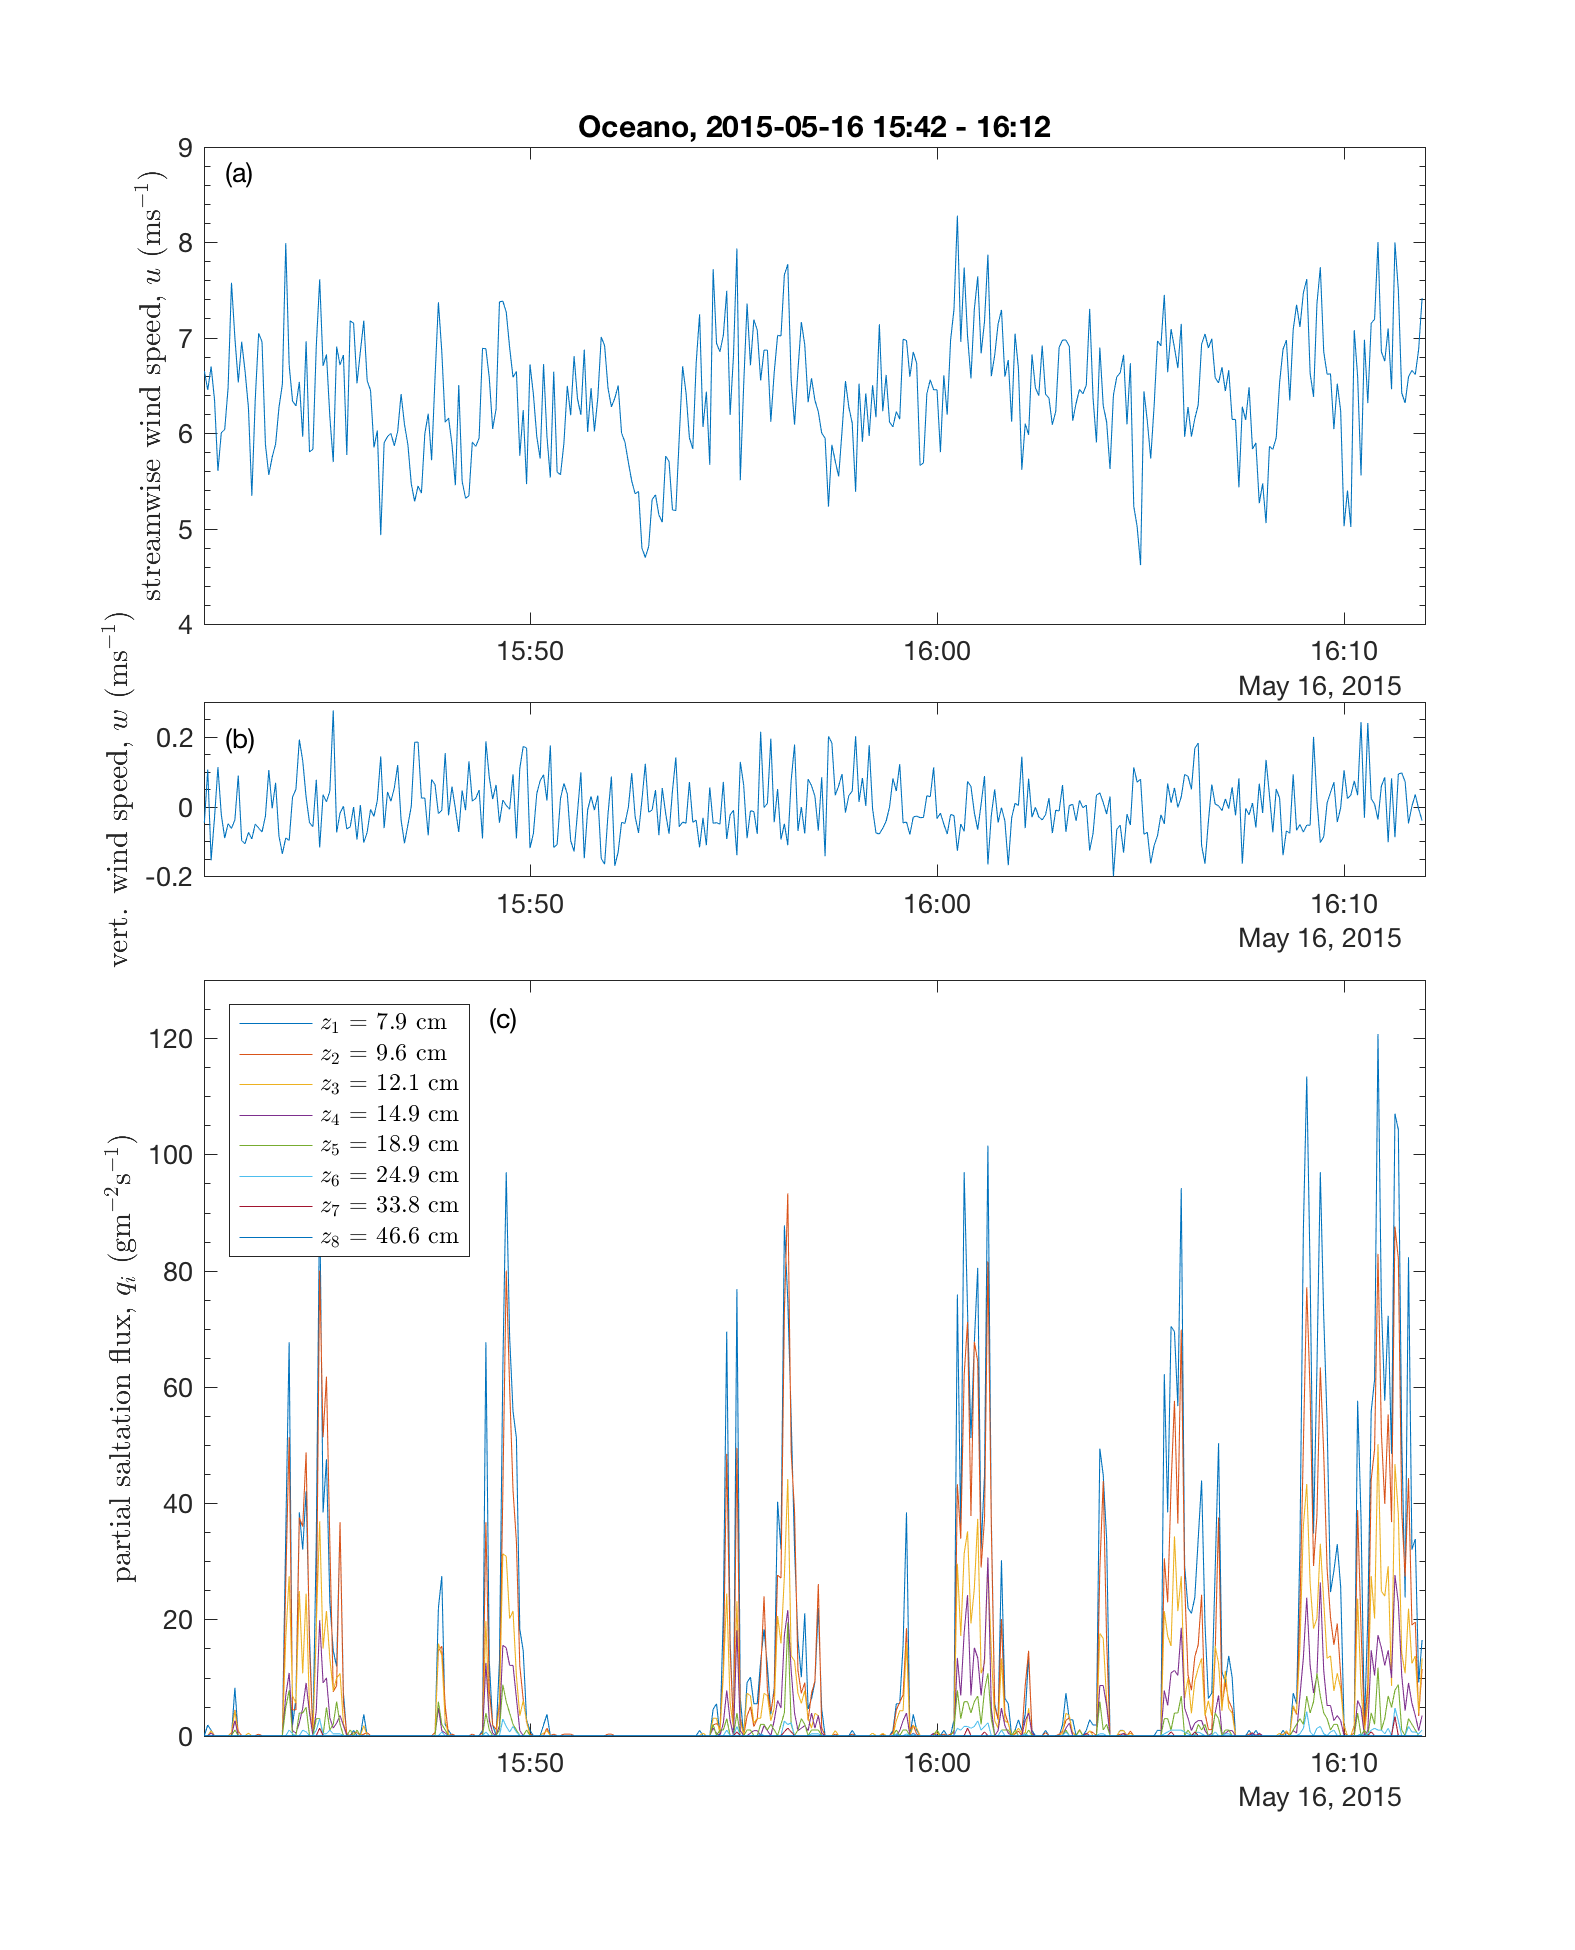 Oceano, 2015-05-16 15:42 - 16:12
(a)
streamwise wind speed, u (ms⁻¹)
9
8
7
6
5
4
15:50 16:00 16:10
May 16, 2015
(b)
vert. wind speed, w (ms⁻¹)
0.2
0
-0.2
15:50 16:00 16:10
May 16, 2015
(c)
partial saltation flux, qᵢ (gm⁻²s⁻¹)
z₁ = 7.9 cm
z₂ = 9.6 cm
z₃ = 12.1 cm
z₄ = 14.9 cm
z₅ = 18.9 cm
z₆ = 24.9 cm
z₇ = 33.8 cm
z₈ = 46.6 cm
120
100
80
60
40
20
0
15:50 16:00 16:10
May 16, 2015